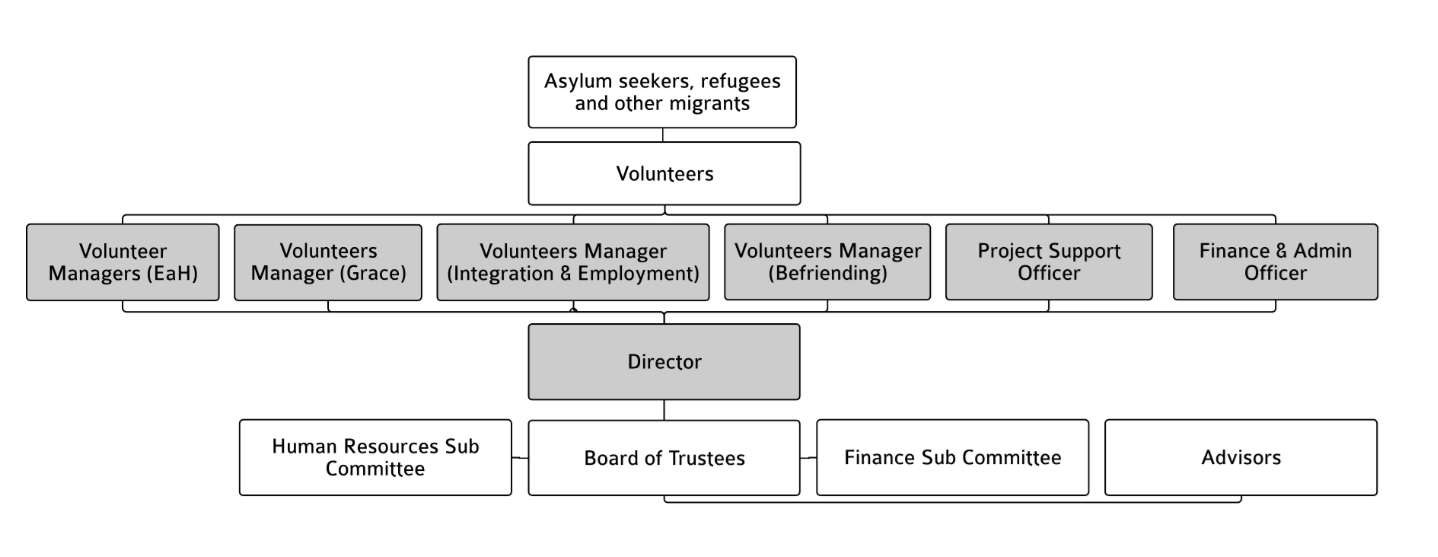 Asylum seekers, refugees
and other migrants
Volunteers
Volunteer
Managers (EaH)
Volunteers
Manager (Grace)
Volunteers Manager
(Integration & Employment)
Volunteers Manager
(Befriending)
Project Support
Officer
Finance & Admin
Officer
Director
Human Resources Sub
Committee
Board of Trustees
Finance Sub Committee
Advisors